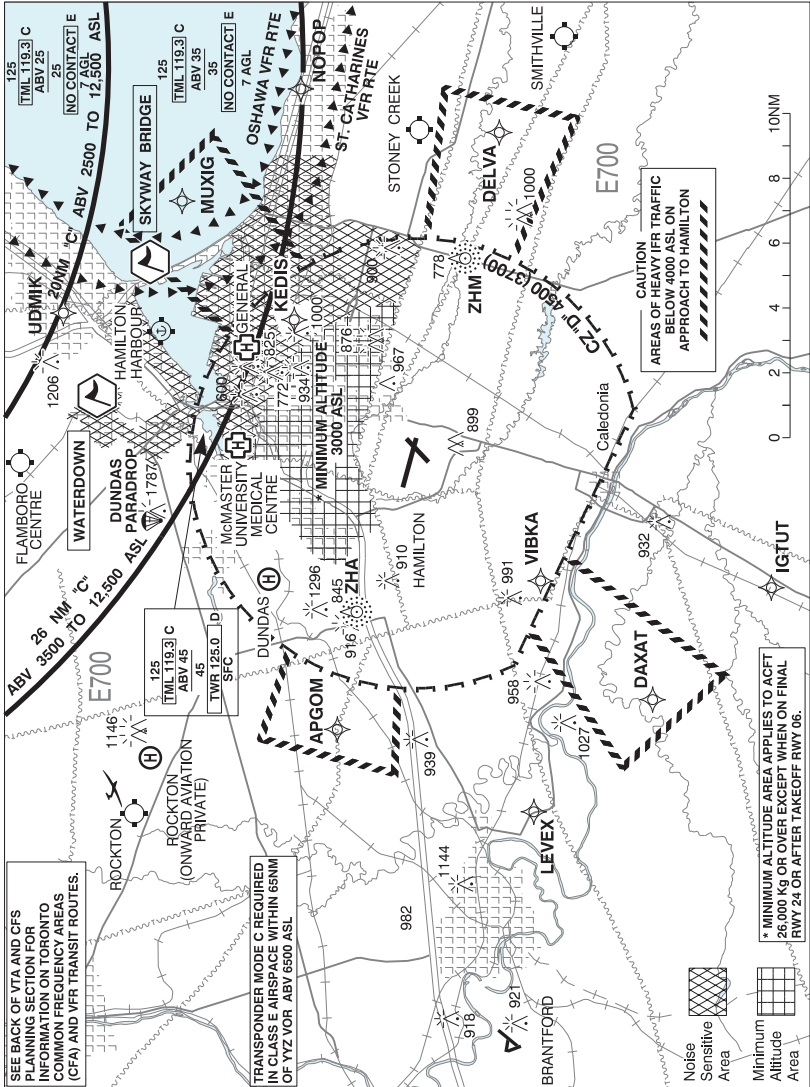 SEE BACK OF VTA AND CFS
PLANNING SECTION FOR
INFORMATION ON TORONTO
COMMON FREQUENCY AREAS
(CFA) AND VFR TRANSIT ROUTES.
E700
26 NM "C"
ABV 3500 TO 12,500 ASL
FLAMBORO
CENTRE
1206
UDMIK
20NM "C" ABV 2500 TO 12,500 ASL
125
TML 119.3 C
ABV 25
25
NO CONTACT E
7 AGL
WATERDOWN
HAMILTON
HARBOUR
SKYWAY BRIDGE
MUXIG
125
TML 119.3 C
ABV 35
35
NO CONTACT E
7 AGL
OSHAWA VFR RTE
NOPOP
ST. CATHARINES
VFR RTE
1146
ROCKTON
ROCKTON
(ONWARD AVIATION
PRIVATE)
125
TML 119.3 C
ABV 45
45
TWR 125.0 D
SFC
DUNDAS
PARADROP
1787
McMASTER
UNIVERSITY
MEDICAL
CENTRE
H
600
GENERAL
825
KEDIS
772
934
1000
* MINIMUM ALTITUDE
3000 ASL
876
967
900
TRANSPONDER MODE C REQUIRED
IN CLASS E AIRSPACE WITHIN 65NM
OF YYZ VOR ABV 6500 ASL
APGOM
DUNDAS
H
H
1296
845
ZHA
916
910
HAMILTON
899
STONEY CREEK
SMITHVILLE
DELVA
1000
778
ZHM
CZ "D" 4500 (3700)
E700
939
982
1144
918
921
BRANTFORD
LEVEX
958
991
VIBKA
1027
DAXAT
932
Caledonia
IGTUT
CAUTION
AREAS OF HEAVY IFR TRAFFIC
BELOW 4000 ASL ON
APPROACH TO HAMILTON
0 2 4 6 8 10NM
Noise
Sensitive
Area
Minimum
Altitude
Area
* MINIMUM ALTITUDE AREA APPLIES TO ACFT
26,000 Kg OR OVER EXCEPT WHEN ON FINAL
RWY 24 OR AFTER TAKEOFF RWY 06.